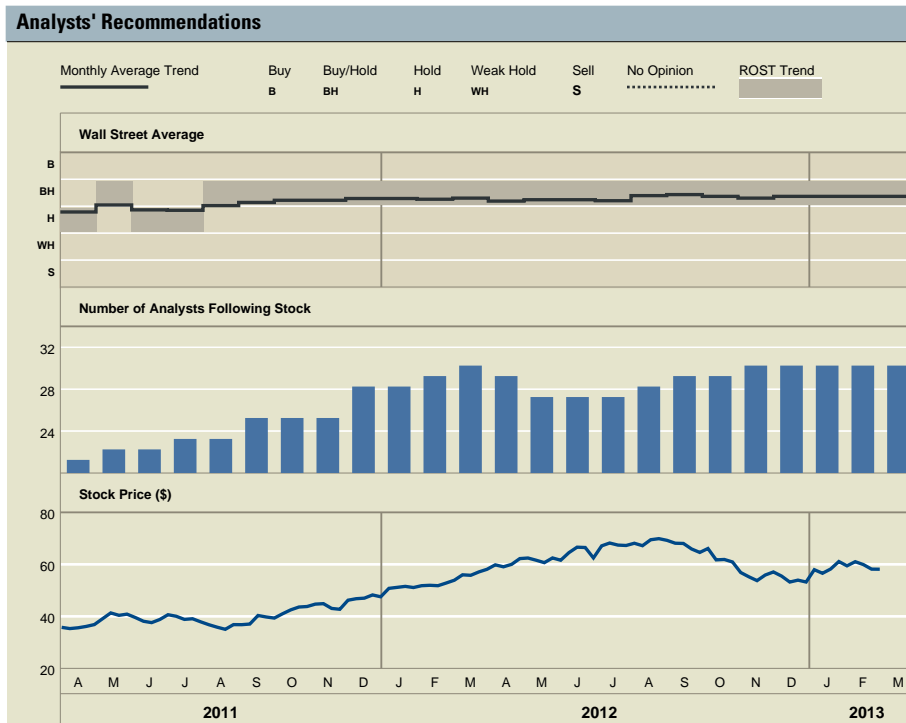 Analysts' Recommendations
Monthly Average Trend Buy Buy/Hold Hold Weak Hold Sell No Opinion ROST Trend
B BH H WH S
Wall Street Average
B
BH
H
WH
S
Number of Analysts Following Stock
32
28
24
Stock Price ($)
80
60
40
20
A M J J A S O N D J F M A M J J A S O N D J F M
2011 2012 2013